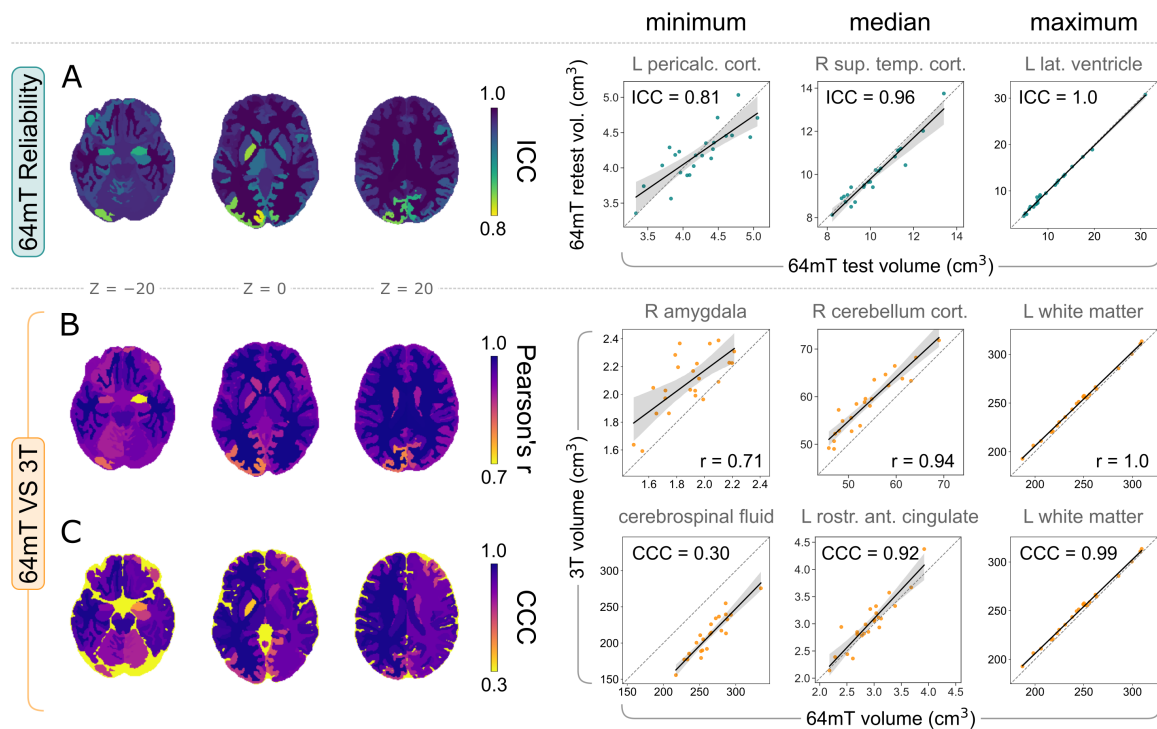 minimum
median
maximum
64mT Reliability
A
1.0
ICC
0.8
64mT retest vol. (cm³)
L pericalc. cort.
ICC = 0.81
5.0
4.5
4.0
3.5
3.5
4.0
4.5
5.0
R sup. temp. cort.
ICC = 0.96
14
12
10
8
8
10
12
14
L lat. ventricle
ICC = 1.0
30
20
10
10
20
30
64mT test volume (cm³)
Z = −20
Z = 0
Z = 20
64mT VS 3T
B
1.0
Pearson's r
0.7
3T volume (cm³)
R amygdala
2.4
2.2
2.0
1.8
1.6
r = 0.71
1.6
1.8
2.0
2.2
2.4
R cerebellum cort.
70
60
50
r = 0.94
50
60
70
L white matter
300
250
200
r = 1.0
200
250
300
C
1.0
CCC
0.3
cerebrospinal fluid
CCC = 0.30
300
250
200
150
150
200
250
300
L rostr. ant. cingulate
CCC = 0.92
4.5
4.0
3.5
3.0
2.5
2.0
2.0
2.5
3.0
3.5
4.0
4.5
L white matter
CCC = 0.99
300
250
200
200
250
300
64mT volume (cm³)